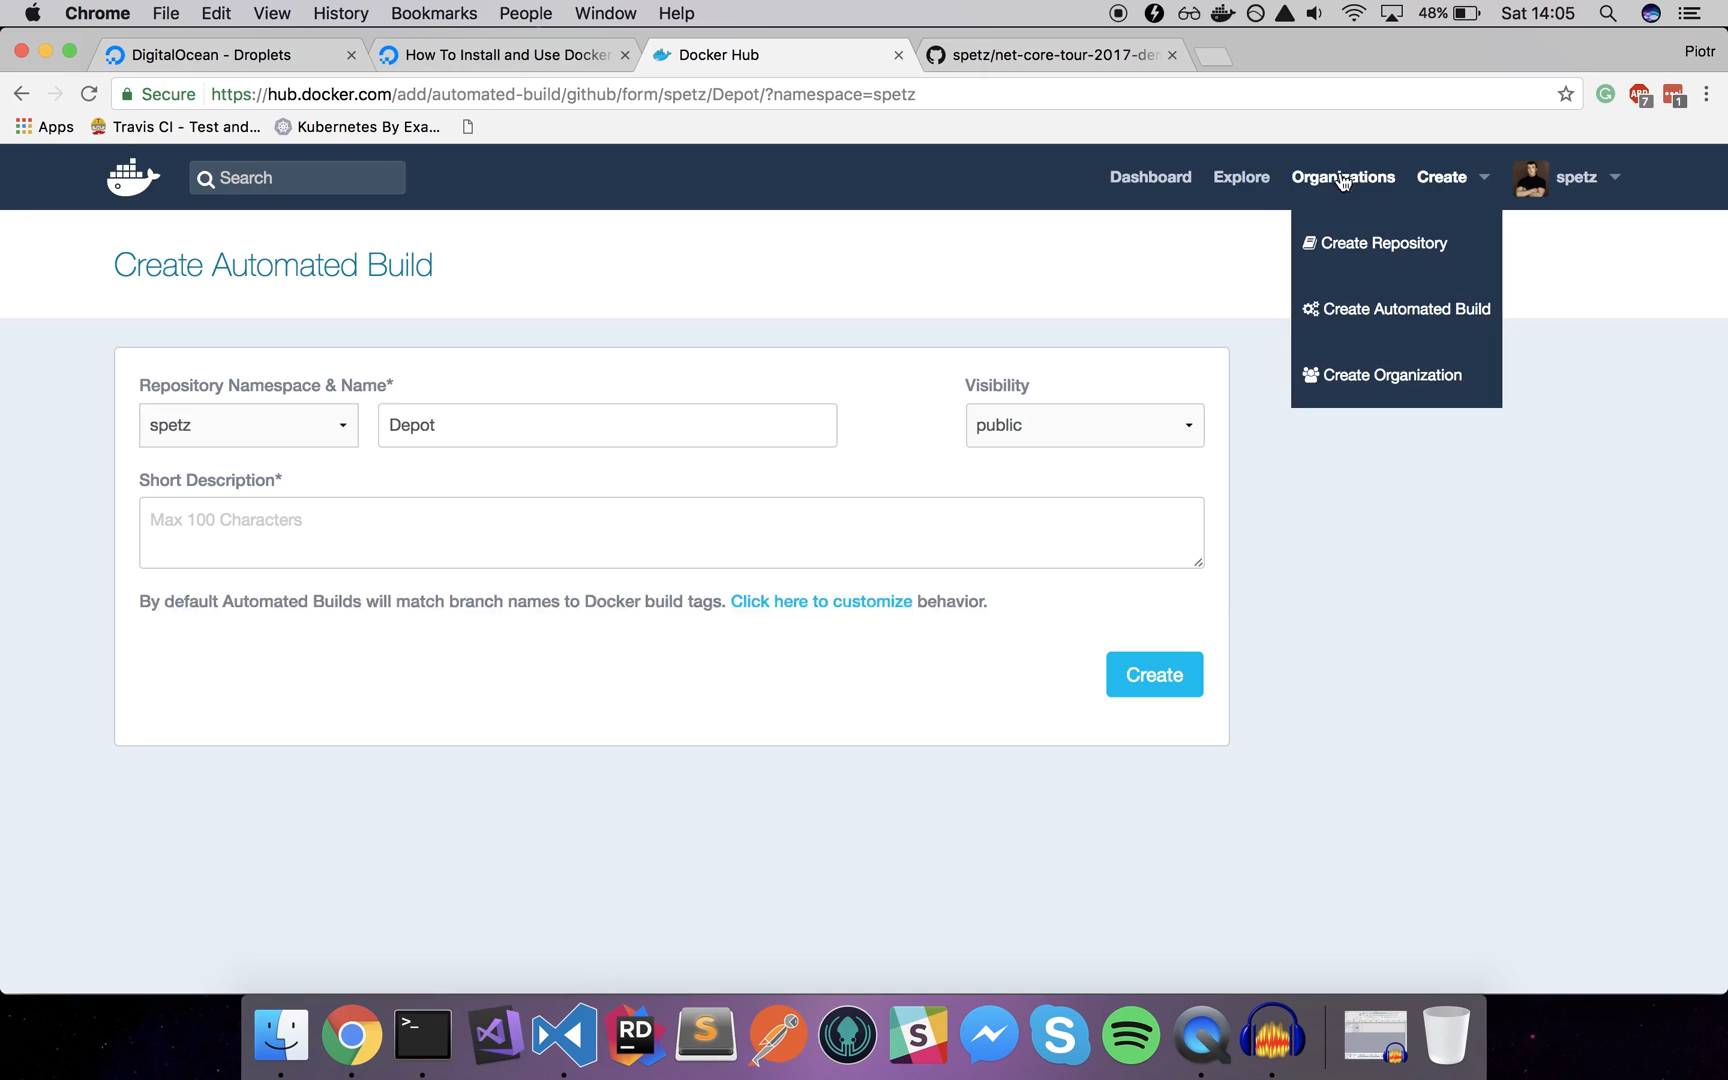 Chrome File Edit View History Bookmarks People Window Help 48% Sat 14:05
DigitalOcean - Droplets How To Install and Use Docker Docker Hub spetz/net-core-tour-2017-der Piotr
Secure https://hub.docker.com/add/automated-build/github/form/spetz/Depot/?namespace=spetz 7 1
Apps Travis CI - Test and... Kubernetes By Exa...
Search Dashboard Explore Organizations Create spetz
Create Repository
Create Automated Build
Create Organization
Create Automated Build
Repository Namespace & Name* Visibility
spetz Depot public
Short Description*
Max 100 Characters
By default Automated Builds will match branch names to Docker build tags. Click here to customize behavior.
Create
>_ RD S S S